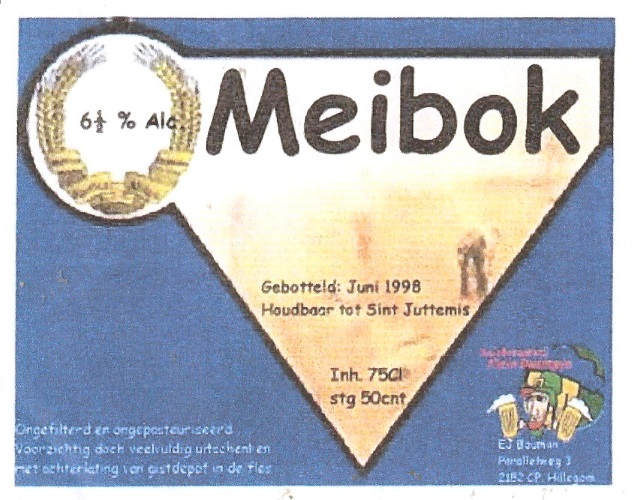 6½ % Alc.
Meibok
Gebotteld: Juni 1998
Houdbaar tot Sint Juttemis
Inh. 75Cl
stg 50cnt
Ongefilterd en ongepasteuriseerd
Voorzichtig doch veelvuldig uitschenken
met achterlating van gistdepot in de fles
EJ Bouman
Parallelweg 3
2182 CP, Hillegom